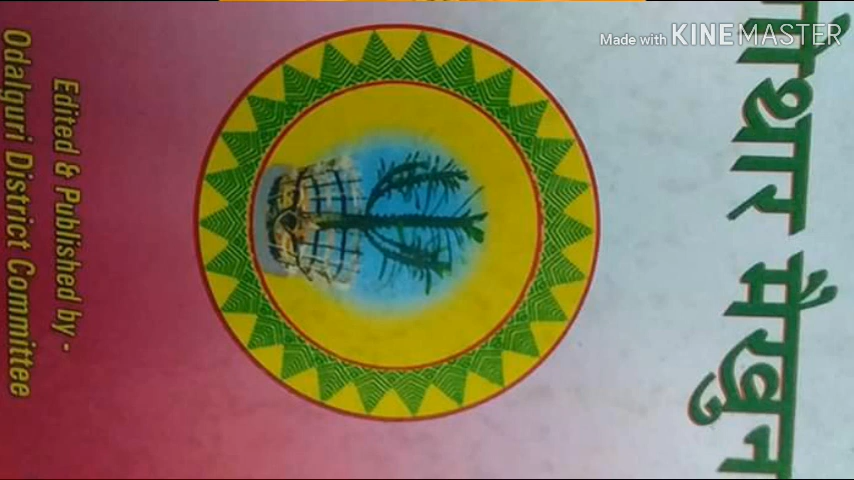 Made with KINEMASTER
गोथार मैखुन
Edited & Published by -
Odalguri District Committee